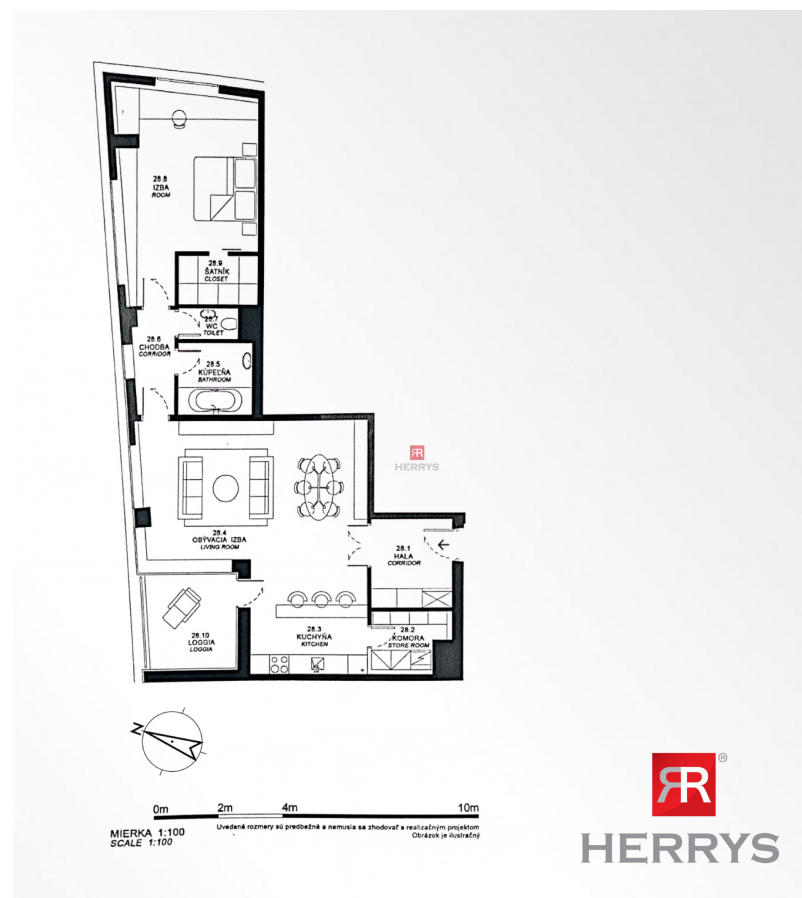 28.8
IZBA
ROOM
28.9
ŠATNÍK
CLOSET
28.7
WC
TOILET
28.6
CHODBA
CORRIDOR
28.5
KÚPEĽŇA
BATHROOM
HERRYS
28.4
OBÝVACIA IZBA
LIVING ROOM
28.1
HALA
CORRIDOR
28.3
KUCHYŇA
KITCHEN
28.2
KOMORA
STORE ROOM
28.10
LOGGIA
LOGGIA
N
0m 2m 4m 10m
MIERKA 1:100
SCALE 1:100
Uvedené rozmery sú predbežné a nemusia sa zhodovať s realizačným projektom
Obrázok je ilustračný
®
HERRYS